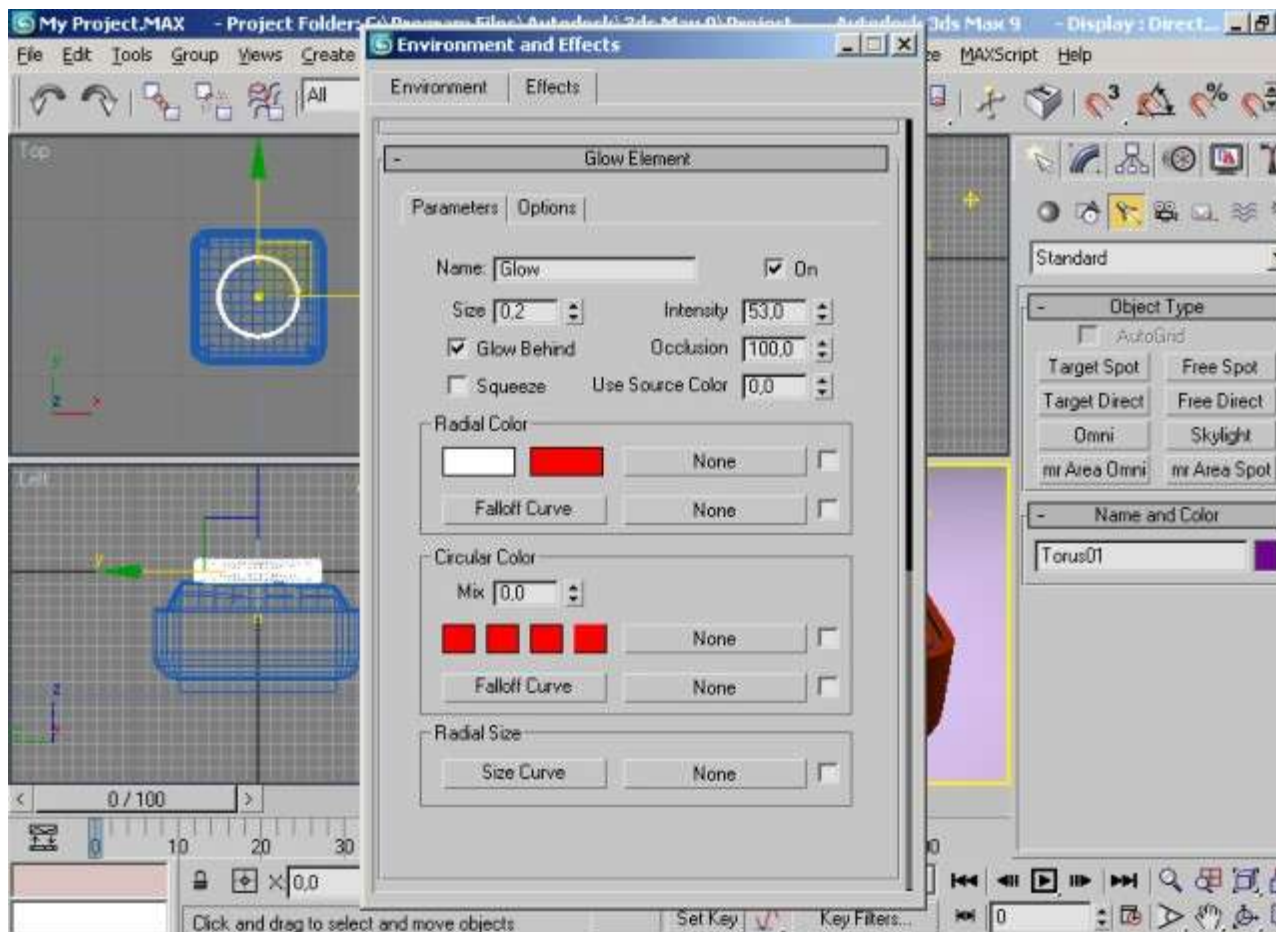 My Project.MAX - Project Folder: Autodesk 3ds Max 9 - Display : Direct...
Environment and Effects
File Edit Tools Group Views Create MAXScript Help
All
Environment Effects
Top
- Glow Element
Parameters Options
Name: Glow On
Size 0,2 Intensity 53,0
Glow Behind Occlusion 100,0
Squeeze Use Source Color 0,0
Radial Color
None
Falloff Curve None
Circular Color
Mix 0,0
None
Falloff Curve None
Radial Size
Size Curve None
Standard
- Object Type
AutoGrid
Target Spot Free Spot
Target Direct Free Direct
Omni Skylight
mr Area Omni mr Area Spot
- Name and Color
Torus01
y
z x
Left
y
z
< 0 / 100 >
0 10 20 30
X: 0,0
Click and drag to select and move objects
Set Key Key Filters... 0